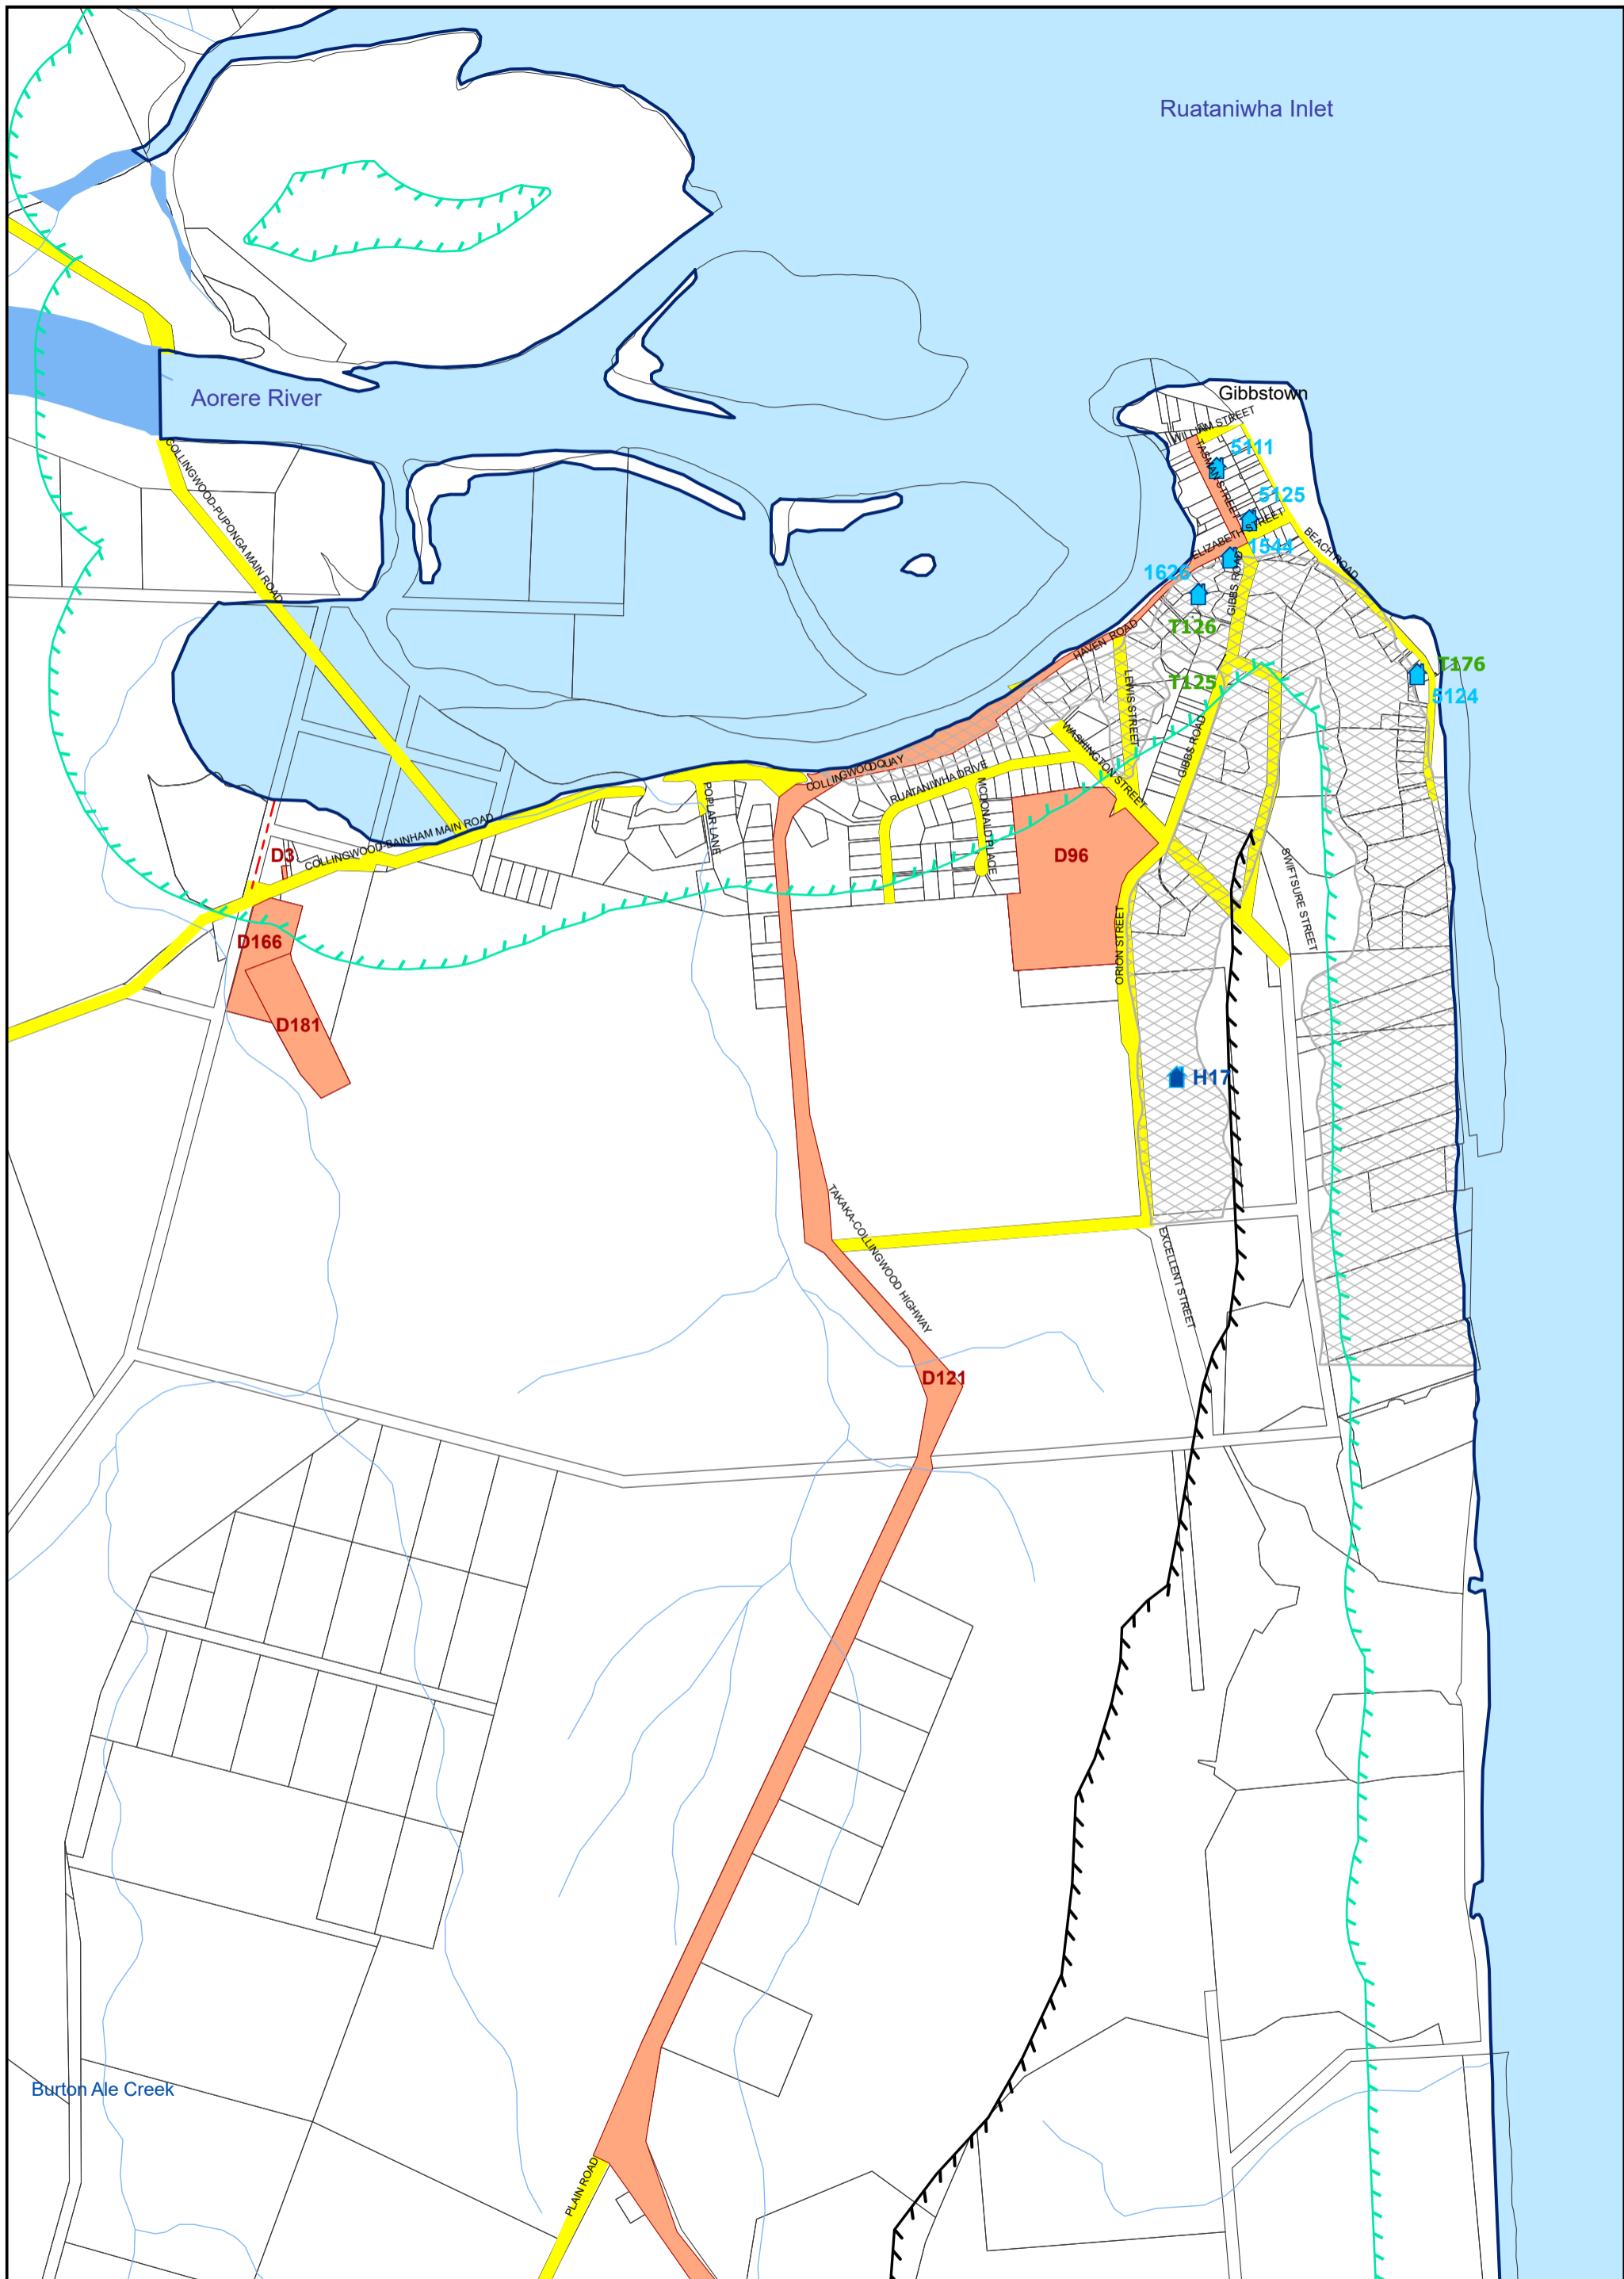 Ruataniwha Inlet
Aorere River
Gibbstown
WILLIAM STREET
5111
TASMAN STREET
5125
ELIZABETH STREET
1544
BEACH ROAD
1626
GIBBS ROAD
COLLINGWOOD-PUPONGA MAIN ROAD
T126
HAVEN ROAD
T176
T125
5124
LEWIS STREET
WASHINGTON STREET
GIBBS ROAD
COLLINGWOOD QUAY
RUATANIWHA DRIVE
POPLAR LANE
MCDONALD PLACE
COLLINGWOOD-BAINHAM MAIN ROAD
D3
D96
SWIFTSURE STREET
D166
ORION STREET
D181
H17
TAKAKA-COLLINGWOOD HIGHWAY
EXCELLENT STREET
D121
Burton Ale Creek
PLAIN ROAD